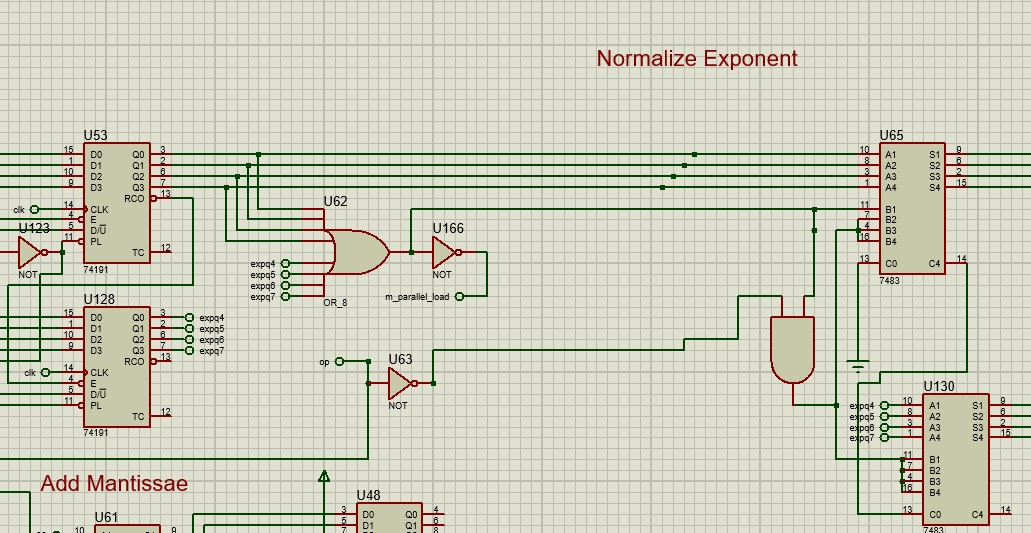 Normalize Exponent
U53
15 D0 Q0 3
1 D1 Q1 2
10 D2 Q2 6
9 D3 Q3 7
RCO 13
clk 14 CLK
4 E
5 D/U
11 PL
TC 12
74191
U123
NOT
U62
expq4
expq5
expq6
expq7
OR_8
U166
NOT
m_parallel_load
U65
10 A1 S1 9
8 A2 S2 6
3 A3 S3 2
1 A4 S4 15
11 B1
7 B2
4 B3
16 B4
13 C0 C4 14
7483
U128
15 D0 Q0 3 expq4
1 D1 Q1 2 expq5
10 D2 Q2 6 expq6
9 D3 Q3 7 expq7
RCO 13
clk 14 CLK
4 E
5 D/U
11 PL
TC 12
74191
op
U63
NOT
U130
expq4 10 A1 S1 9
expq5 8 A2 S2 6
expq6 3 A3 S3 2
expq7 1 A4 S4 15
11 B1
7 B2
4 B3
16 B4
13 C0 C4 14
7483
Add Mantissae
U61
10 9
U48
3 D0 Q0 4
5 D1 Q1 6